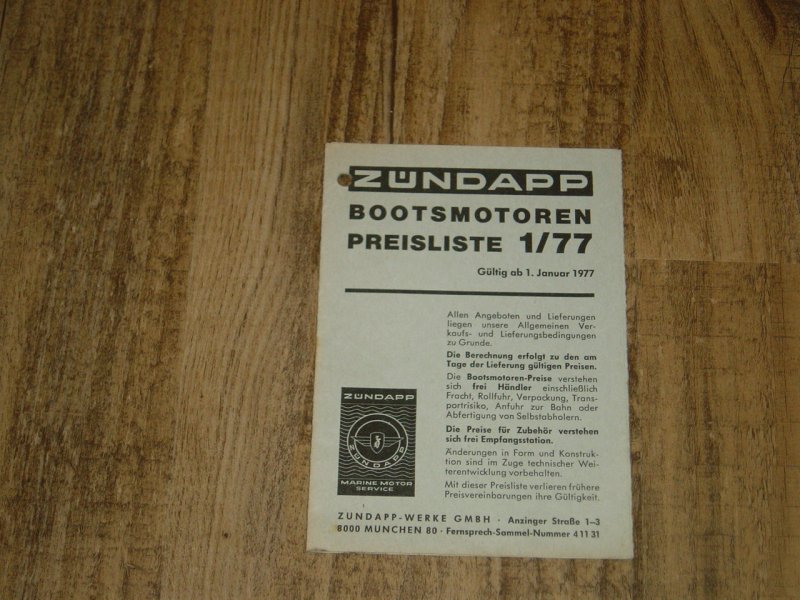 ZÜNDAPP
BOOTSMOTOREN
PREISLISTE 1/77
Gültig ab 1. Januar 1977
Allen Angeboten und Lieferungen
liegen unsere Allgemeinen Ver-
kaufs- und Lieferungsbedingungen
zu Grunde.
Die Berechnung erfolgt zu den am
Tage der Lieferung gültigen Preisen.
Die Bootsmotoren-Preise verstehen
sich frei Händler einschließlich
Fracht, Rollfuhr, Verpackung, Trans-
portrisiko, Anfuhr zur Bahn oder
Abfertigung von Selbstabholern.
Die Preise für Zubehör verstehen
sich frei Empfangsstation.
Änderungen in Form und Konstruk-
tion sind im Zuge technischer Wei-
terentwicklung vorbehalten.
Mit dieser Preisliste verlieren frühere
Preisvereinbarungen ihre Gültigkeit.
ZÜNDAPP
ZÜNDAPP
MARINE MOTOR
SERVICE
ZUNDAPP-WERKE GMBH · Anzinger Straße 1–3
8000 MUNCHEN 80 · Fernsprech-Sammel-Nummer 4 11 31